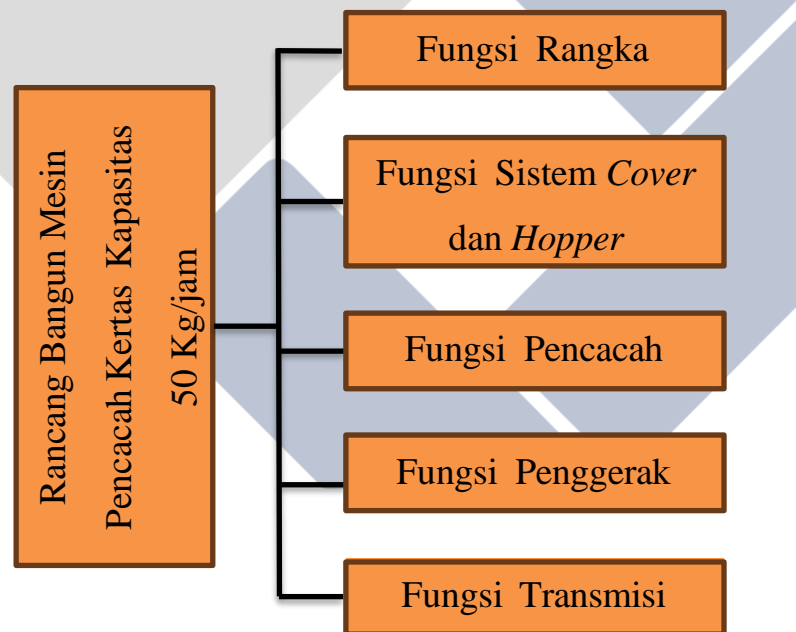 Rancang Bangun Mesin
Pencacah Kertas Kapasitas
50 Kg/jam
Fungsi Rangka
Fungsi Sistem Cover
dan Hopper
Fungsi Pencacah
Fungsi Penggerak
Fungsi Transmisi